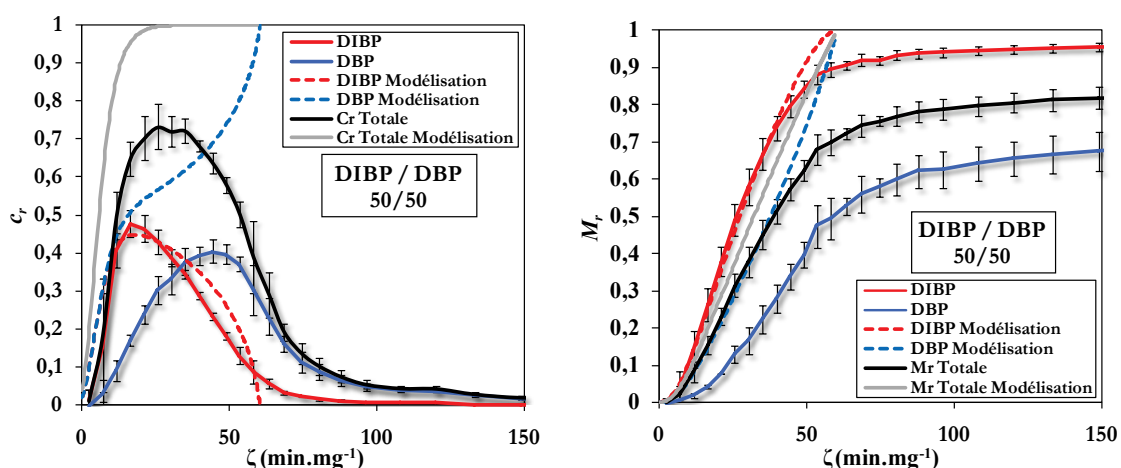 1
0,9
0,8
0,7
0,6
0,5
0,4
0,3
0,2
0,1
0
c_r
0 50 100 150
ζ (min.mg⁻¹)
DIBP
DBP
DIBP Modélisation
DBP Modélisation
Cr Totale
Cr Totale Modélisation
DIBP / DBP
50/50
1
0,9
0,8
0,7
0,6
0,5
0,4
0,3
0,2
0,1
0
M_r
0 50 100 150
ζ (min.mg⁻¹)
DIBP / DBP
50/50
DIBP
DBP
DIBP Modélisation
DBP Modélisation
Mr Totale
Mr Totale Modélisation